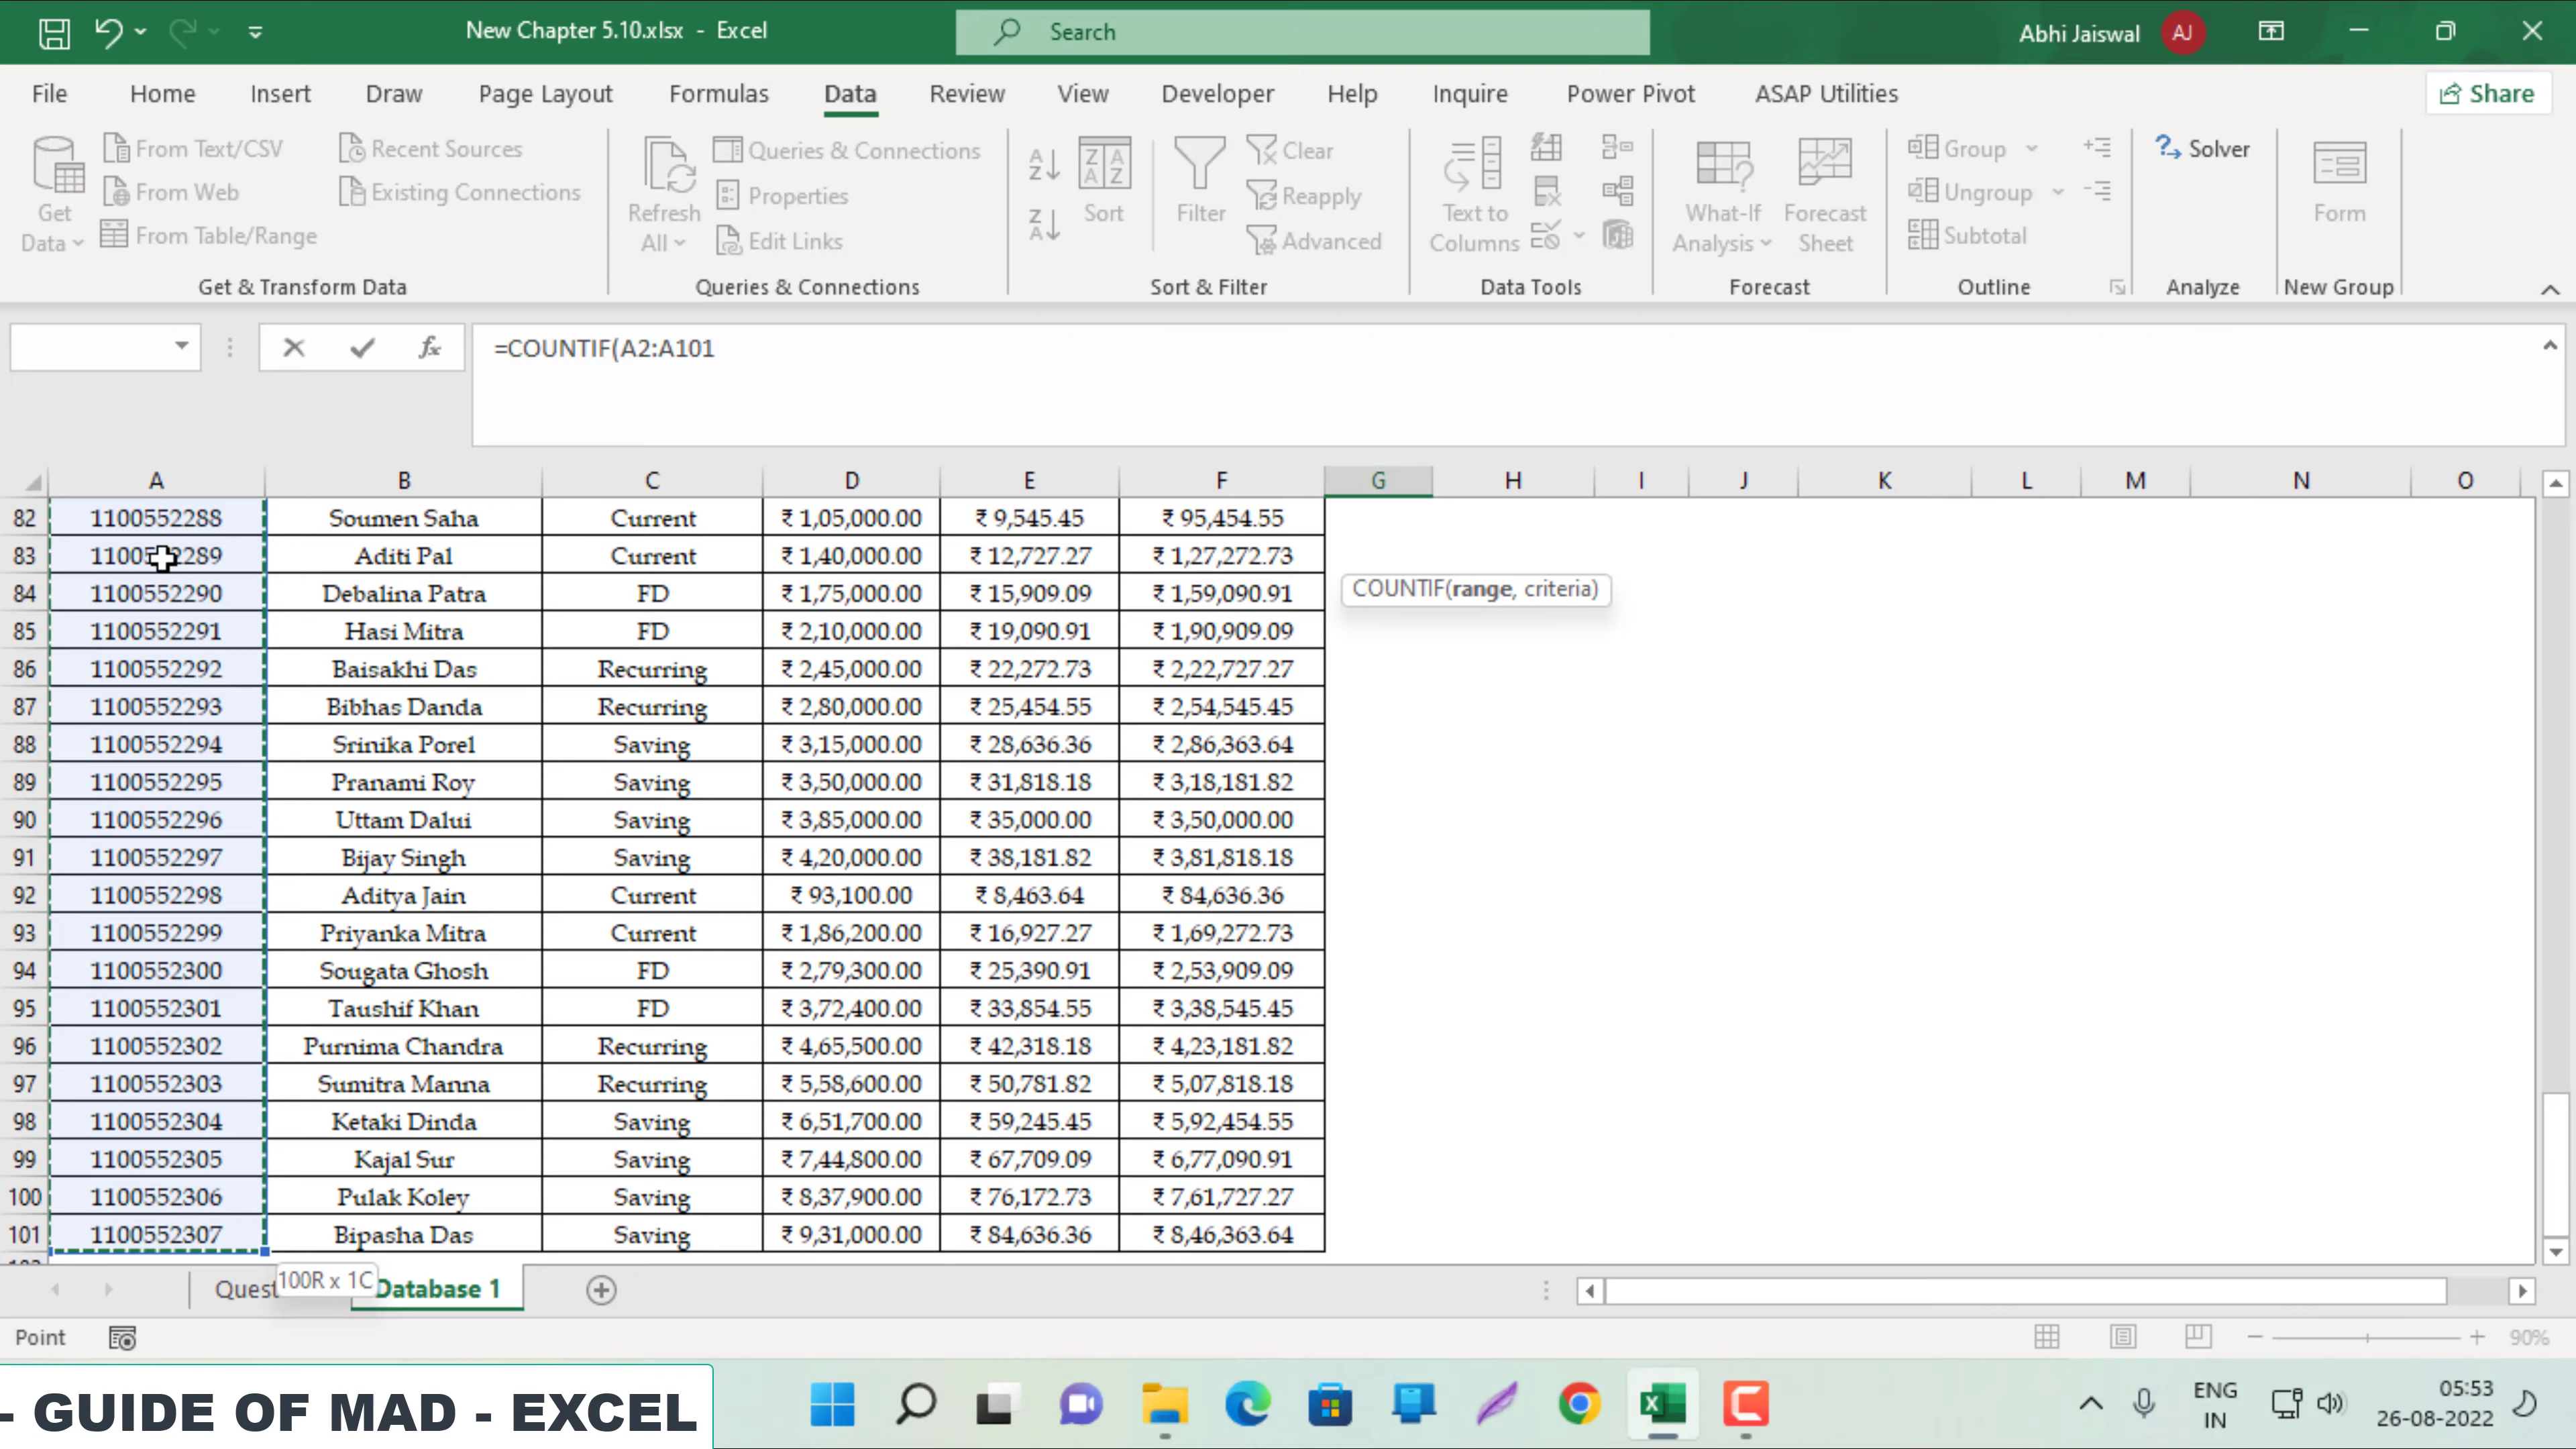 New Chapter 5.10.xlsx - Excel
Search
Abhi Jaiswal AJ
File Home Insert Draw Page Layout Formulas Data Review View Developer Help Inquire Power Pivot ASAP Utilities Share
Get Data
From Text/CSV
From Web
From Table/Range
Recent Sources
Existing Connections
Get & Transform Data
Refresh All
Queries & Connections
Properties
Edit Links
Queries & Connections
Sort
Filter
Clear
Reapply
Advanced
Sort & Filter
Text to Columns
Data Tools
What-If Analysis
Forecast Sheet
Forecast
Group
Ungroup
Subtotal
Outline
Solver
Analyze
Form
New Group
fx
=COUNTIF(A2:A101
A B C D E F G H I J K L M N O
82 1100552288 Soumen Saha Current ₹ 1,05,000.00 ₹ 9,545.45 ₹ 95,454.55
83 1100552289 Aditi Pal Current ₹ 1,40,000.00 ₹ 12,727.27 ₹ 1,27,272.73
84 1100552290 Debalina Patra FD ₹ 1,75,000.00 ₹ 15,909.09 ₹ 1,59,090.91
COUNTIF(range, criteria)
85 1100552291 Hasi Mitra FD ₹ 2,10,000.00 ₹ 19,090.91 ₹ 1,90,909.09
86 1100552292 Baisakhi Das Recurring ₹ 2,45,000.00 ₹ 22,272.73 ₹ 2,22,727.27
87 1100552293 Bibhas Danda Recurring ₹ 2,80,000.00 ₹ 25,454.55 ₹ 2,54,545.45
88 1100552294 Srinika Porel Saving ₹ 3,15,000.00 ₹ 28,636.36 ₹ 2,86,363.64
89 1100552295 Pranami Roy Saving ₹ 3,50,000.00 ₹ 31,818.18 ₹ 3,18,181.82
90 1100552296 Uttam Dalui Saving ₹ 3,85,000.00 ₹ 35,000.00 ₹ 3,50,000.00
91 1100552297 Bijay Singh Saving ₹ 4,20,000.00 ₹ 38,181.82 ₹ 3,81,818.18
92 1100552298 Aditya Jain Current ₹ 93,100.00 ₹ 8,463.64 ₹ 84,636.36
93 1100552299 Priyanka Mitra Current ₹ 1,86,200.00 ₹ 16,927.27 ₹ 1,69,272.73
94 1100552300 Sougata Ghosh FD ₹ 2,79,300.00 ₹ 25,390.91 ₹ 2,53,909.09
95 1100552301 Taushif Khan FD ₹ 3,72,400.00 ₹ 33,854.55 ₹ 3,38,545.45
96 1100552302 Purnima Chandra Recurring ₹ 4,65,500.00 ₹ 42,318.18 ₹ 4,23,181.82
97 1100552303 Sumitra Manna Recurring ₹ 5,58,600.00 ₹ 50,781.82 ₹ 5,07,818.18
98 1100552304 Ketaki Dinda Saving ₹ 6,51,700.00 ₹ 59,245.45 ₹ 5,92,454.55
99 1100552305 Kajal Sur Saving ₹ 7,44,800.00 ₹ 67,709.09 ₹ 6,77,090.91
100 1100552306 Pulak Koley Saving ₹ 8,37,900.00 ₹ 76,172.73 ₹ 7,61,727.27
101 1100552307 Bipasha Das Saving ₹ 9,31,000.00 ₹ 84,636.36 ₹ 8,46,363.64
Quest 100R x 1C Database 1
Point 90%
- GUIDE OF MAD - EXCEL
ENG IN
05:53
26-08-2022